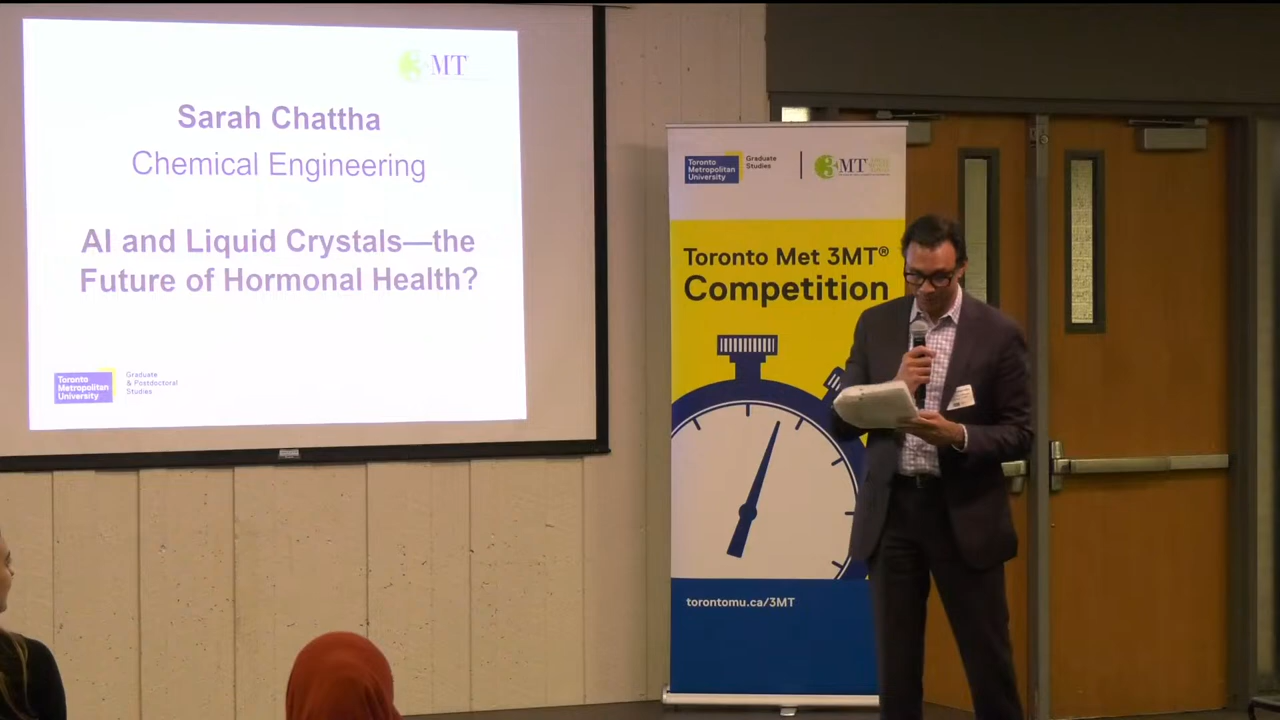 3MT
Sarah Chattha
Chemical Engineering
AI and Liquid Crystals—the
Future of Hormonal Health?
Toronto
Metropolitan
University
Graduate
& Postdoctoral
Studies
Toronto
Metropolitan
University
Graduate
Studies
3MT
Toronto Met 3MT®
Competition
torontomu.ca/3MT